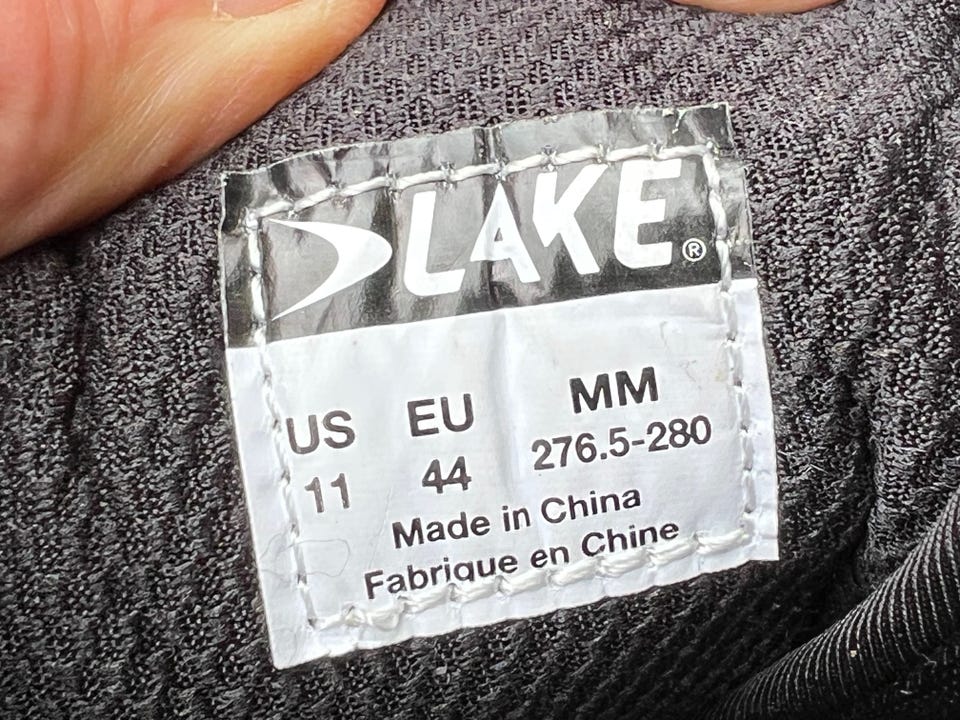 LAKE®
US EU MM
11 44 276.5-280
Made in China
Fabrique en Chine